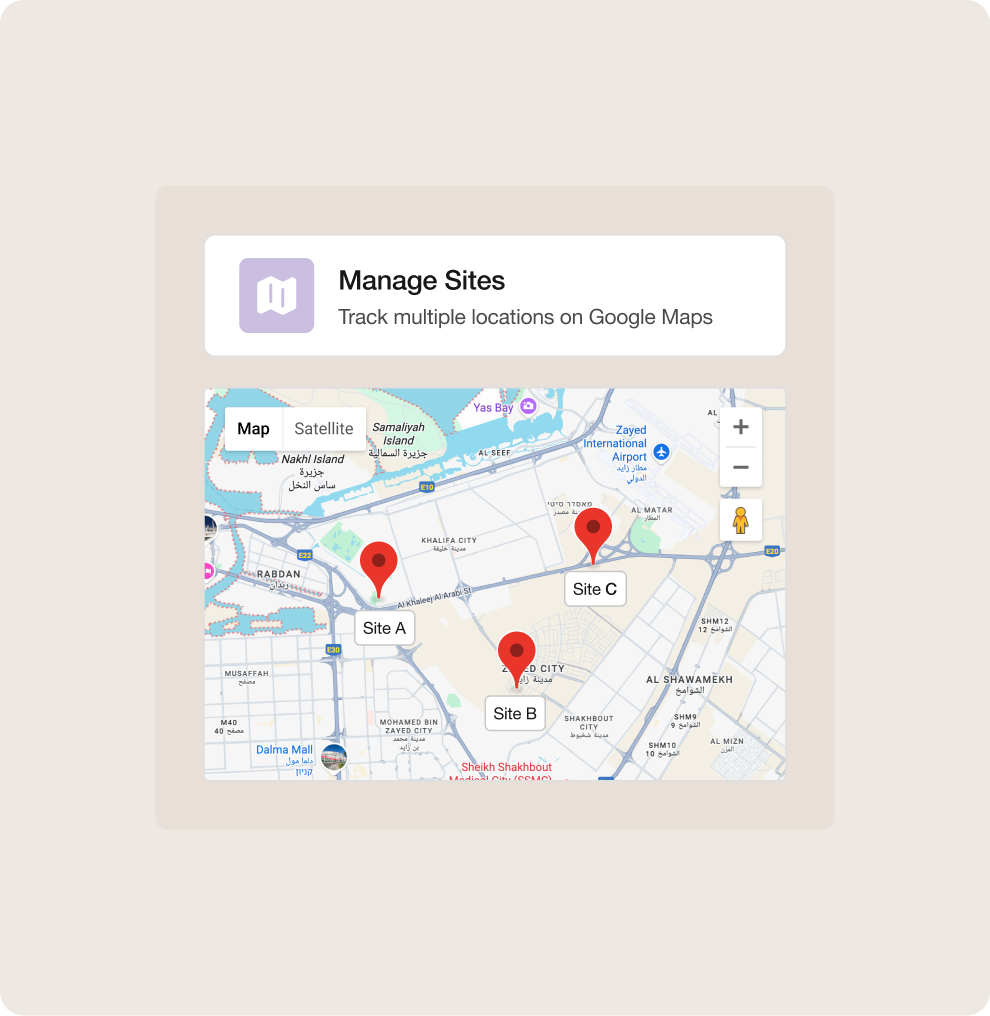 Manage Sites
Track multiple locations on Google Maps
Map
Satellite
Yas Bay
Samaliyah
Island
جزيرة السمالية
Nakhl Island
جزيرة
ساس النخل
AL SEEF
Zayed
International
Airport
مطار زايد
الدولي
AL
+
−
E10
מאסדר סיטי
مدينة مصدر
AL MATAR
المطار
KHALIFA CITY
مدينة خليفة
E22
E20
RABDAN
ربدان
Al Khaleej Al Arabi St
Site A
Site C
SHM12
الشوامخ 12
E30
CITY
مدينة زايد
MUSAFFAH
مصفح
AL SHAWAMEKH
الشوامخ
Site B
M40
مصفح 40
MOHAMED BIN
ZAYED CITY
مدينة محمد
بن زايد
SHAKHBOUT
CITY
مدينة شخبوط
SHM9
الشوامخ 9
SHM10
الشوامخ 10
AL MIZN
المزن
Dalma Mall
دلما مول
קניון
Sheikh Shakhbout
Medical City (SSMC)